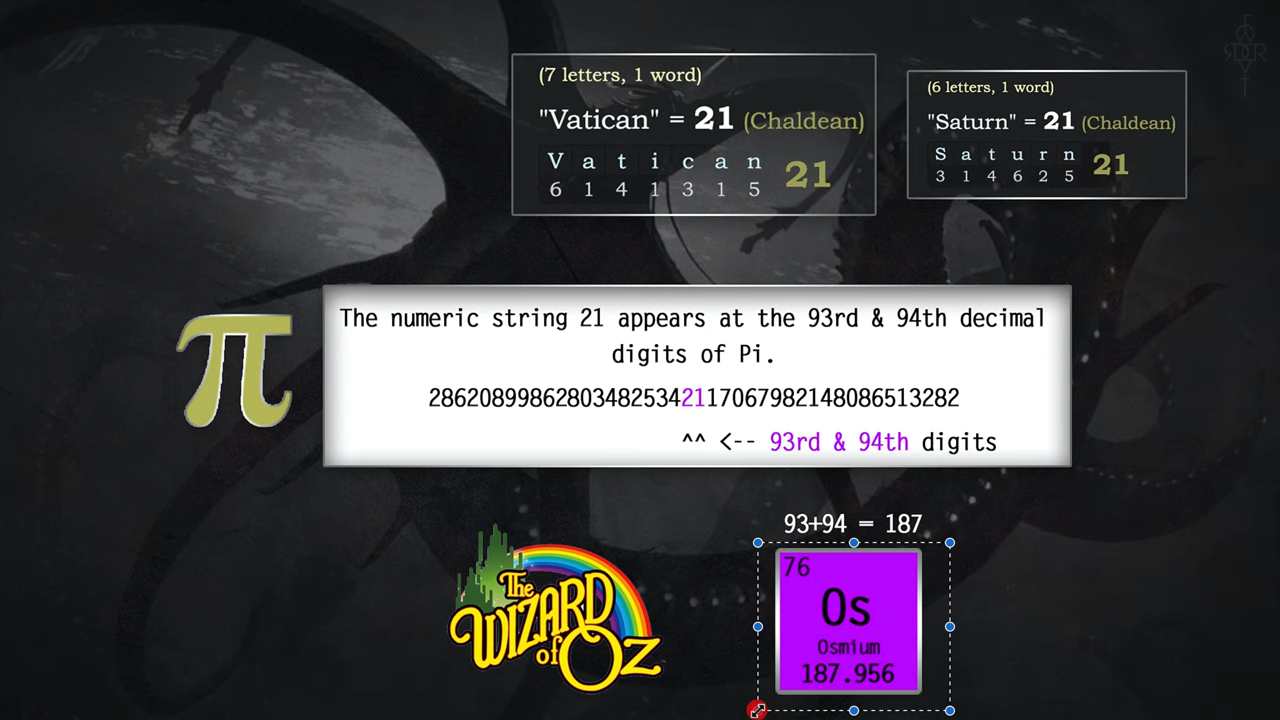 (7 letters, 1 word)
"Vatican" = 21 (Chaldean)
V a t i c a n 21
6 1 4 1 3 1 5
(6 letters, 1 word)
"Saturn" = 21 (Chaldean)
S a t u r n 21
3 1 4 6 2 5
π
The numeric string 21 appears at the 93rd & 94th decimal
digits of Pi.
28620899862803482534211706798214808651​3282
^^ <-- 93rd & 94th digits
The
WIZARD
of OZ
93+94 = 187
76
Os
Osmium
187.956